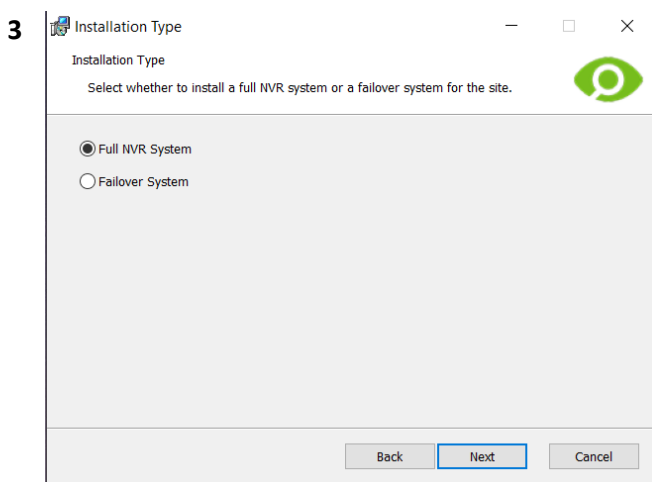 3
Installation Type
Installation Type
Select whether to install a full NVR system or a failover system for the site.
Full NVR System
Failover System
Back Next Cancel